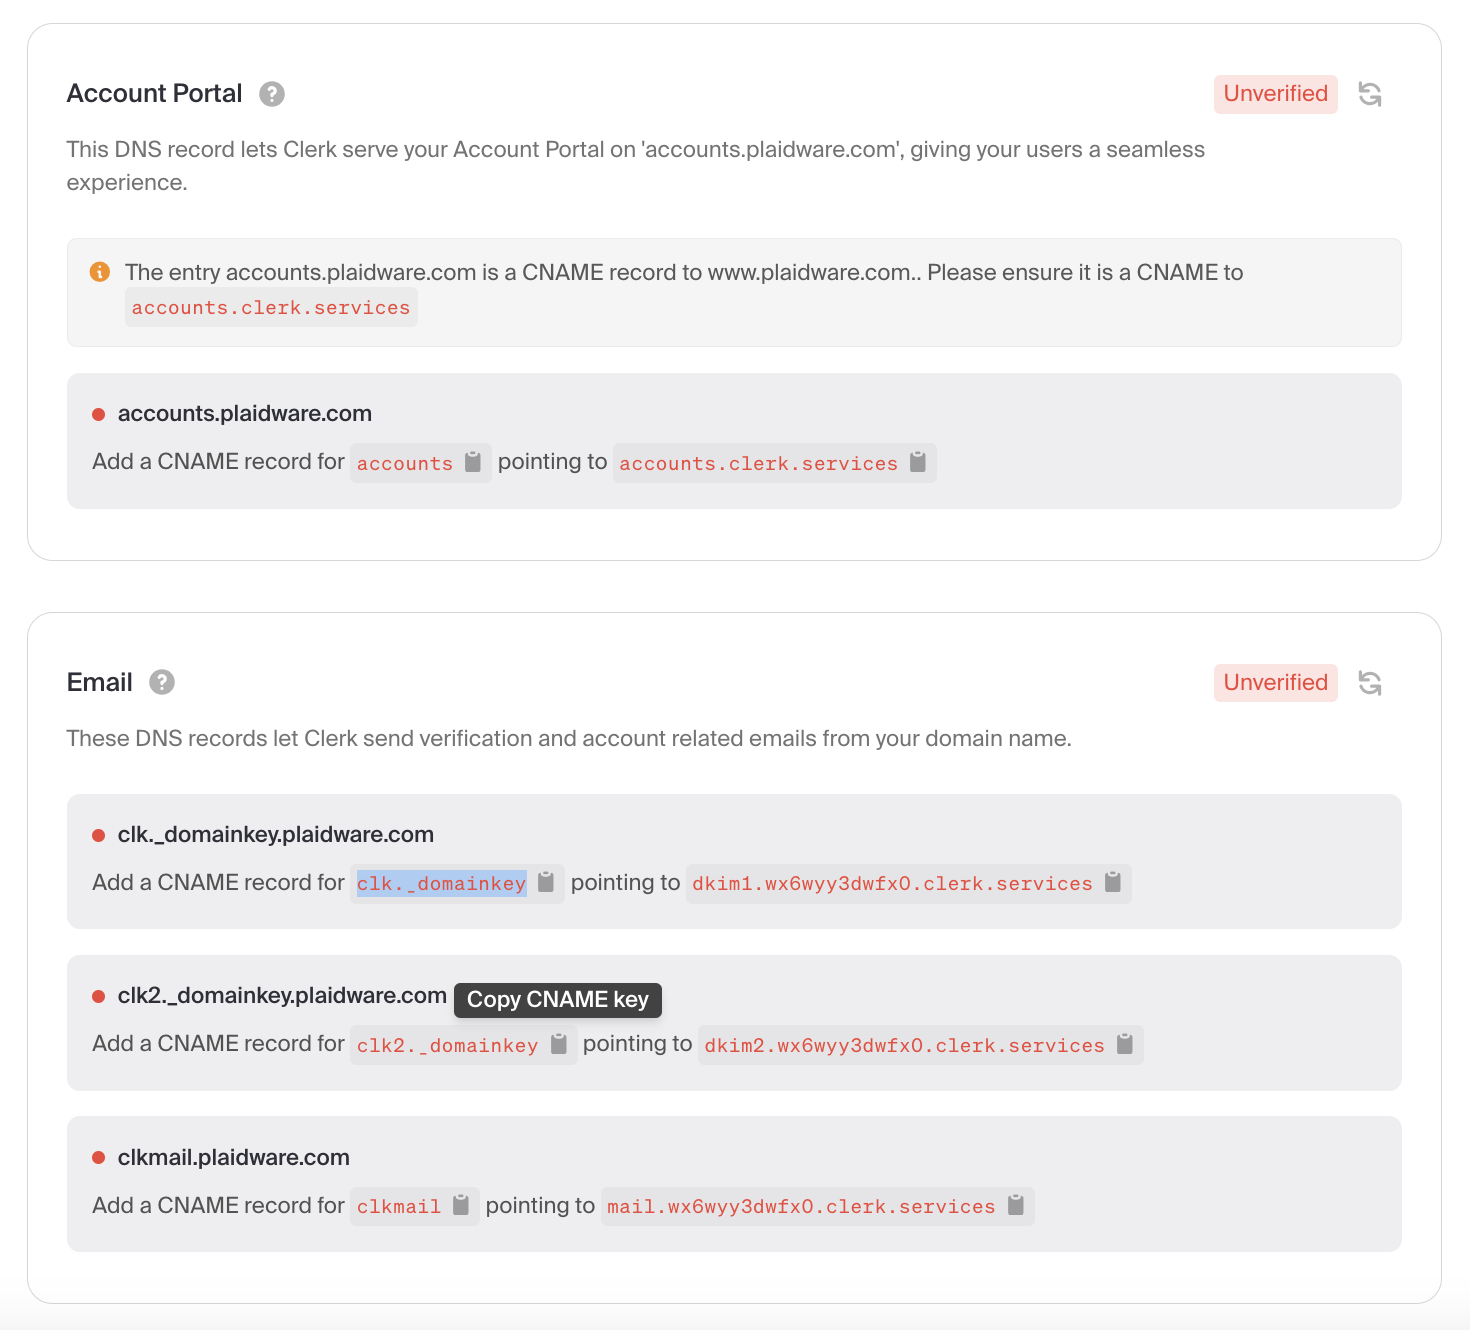 Account Portal ?
Unverified
This DNS record lets Clerk serve your Account Portal on 'accounts.plaidware.com', giving your users a seamless
experience.
The entry accounts.plaidware.com is a CNAME record to www.plaidware.com.. Please ensure it is a CNAME to
accounts.clerk.services
accounts.plaidware.com
Add a CNAME record for accounts pointing to accounts.clerk.services
Email ?
Unverified
These DNS records let Clerk send verification and account related emails from your domain name.
clk._domainkey.plaidware.com
Add a CNAME record for clk._domainkey pointing to dkim1.wx6wyy3dwfx0.clerk.services
clk2._domainkey.plaidware.com
Copy CNAME key
Add a CNAME record for clk2._domainkey pointing to dkim2.wx6wyy3dwfx0.clerk.services
clkmail.plaidware.com
Add a CNAME record for clkmail pointing to mail.wx6wyy3dwfx0.clerk.services